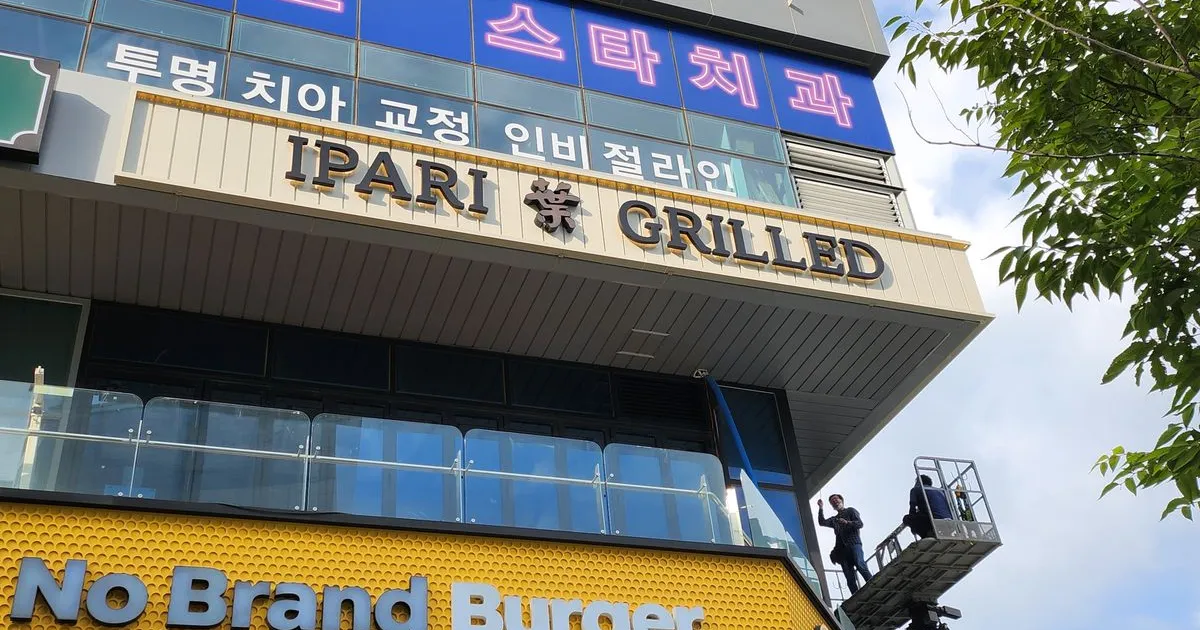 스타치과
투명 치아 교정 인비절라인
IPARI 葉 GRILLED
No Brand Burger